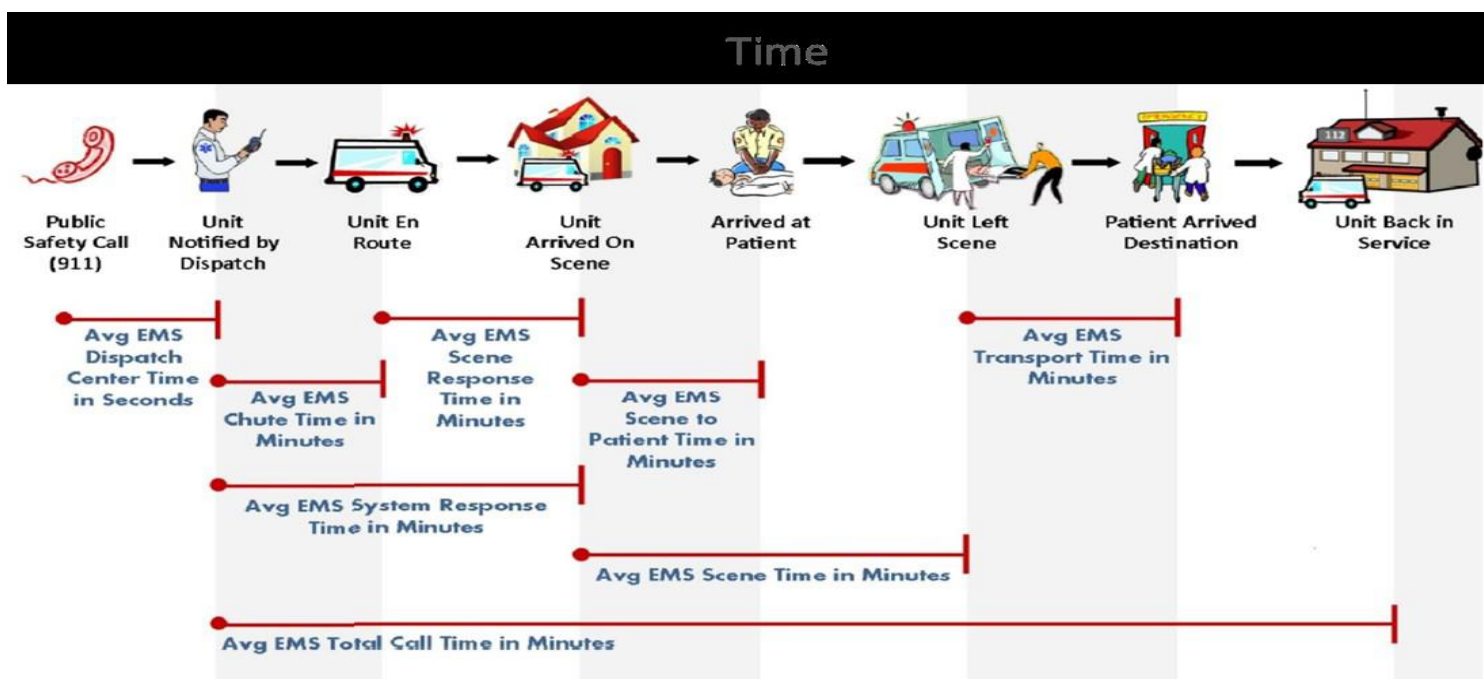 Time
112
EMERGENCY
Public
Safety Call
(911)
Unit
Notified by
Dispatch
Unit En
Route
Unit
Arrived On
Scene
Arrived at
Patient
Unit Left
Scene
Patient Arrived
Destination
Unit Back in
Service
Avg EMS
Dispatch
Center Time
in Seconds
Avg EMS
Chute Time in
Minutes
Avg EMS
Scene
Response
Time in
Minutes
Avg EMS
Scene to
Patient Time in
Minutes
Avg EMS
Transport Time in
Minutes
Avg EMS System Response
Time in Minutes
Avg EMS Scene Time in Minutes
Avg EMS Total Call Time in Minutes